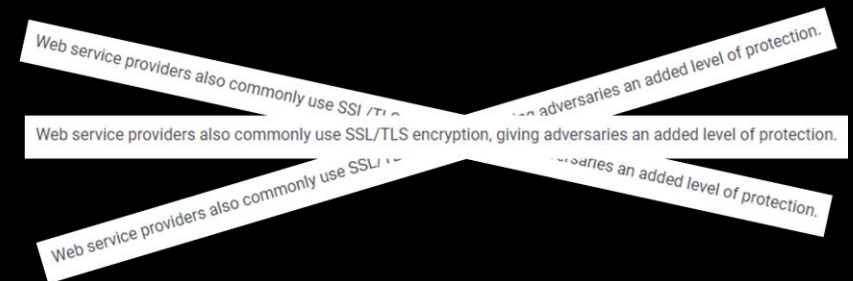 Web service providers also commonly use SSL/TLS
adversaries an added level of protection.
Web service providers also commonly use SSL/TLS encryption, giving adversaries an added level of protection.
Web service providers also commonly use SSL/
an added level of protection.